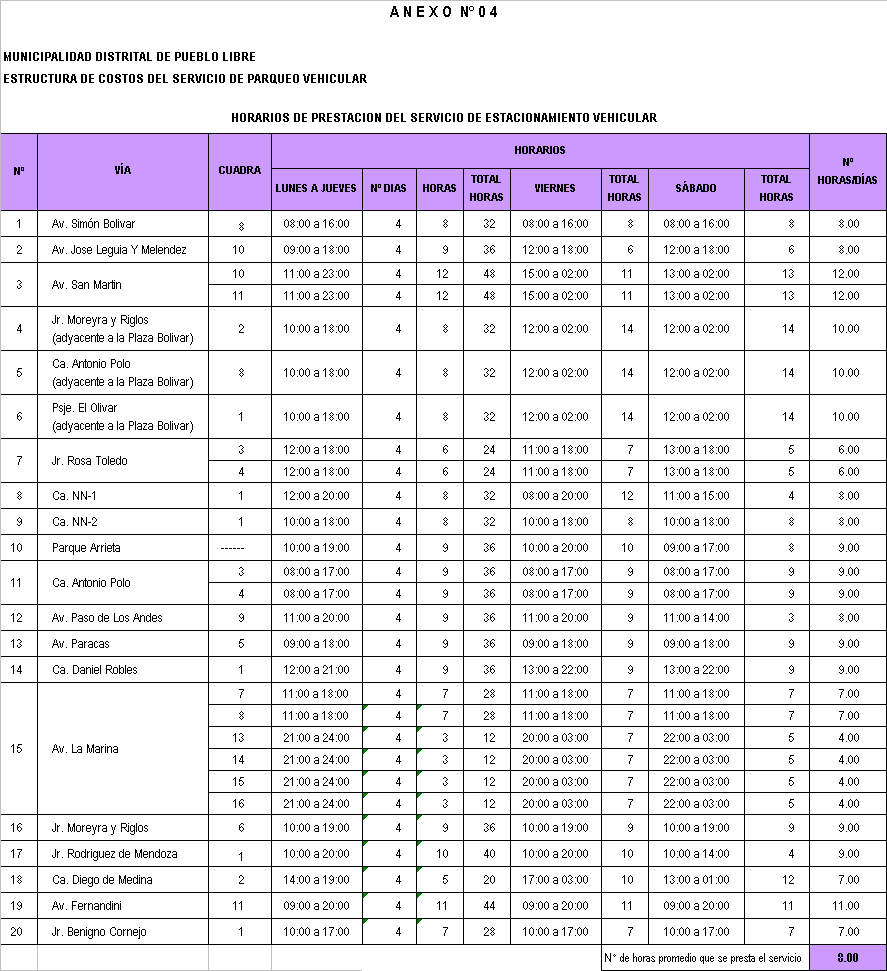 ANEXO Nº 04
MUNICIPALIDAD DISTRITAL DE PUEBLO LIBRE
ESTRUCTURA DE COSTOS DEL SERVICIO DE PARQUEO VEHICULAR
HORARIOS DE PRESTACION DEL SERVICIO DE ESTACIONAMIENTO VEHICULAR
Nº VÍA CUADRA HORARIOS Nº HORAS/DÍAS
LUNES A JUEVES Nº DIAS HORAS TOTAL HORAS VIERNES TOTAL HORAS SÁBADO TOTAL HORAS
1 Av. Simón Bolivar 8 08:00 a 16:00 4 8 32 08:00 a 16:00 8 08:00 a 16:00 8 8.00
2 Av. Jose Leguia Y Melendez 10 09:00 a 18:00 4 9 36 12:00 a 18:00 6 12:00 a 18:00 6 8.00
3 Av. San Martin 10 11:00 a 23:00 4 12 48 15:00 a 02:00 11 13:00 a 02:00 13 12.00
11 11:00 a 23:00 4 12 48 15:00 a 02:00 11 13:00 a 02:00 13 12.00
4 Jr. Moreyra y Riglos
(adyacente a la Plaza Bolivar) 2 10:00 a 18:00 4 8 32 12:00 a 02:00 14 12:00 a 02:00 14 10.00
5 Ca. Antonio Polo
(adyacente a la Plaza Bolivar) 8 10:00 a 18:00 4 8 32 12:00 a 02:00 14 12:00 a 02:00 14 10.00
6 Psje. El Olivar
(adyacente a la Plaza Bolivar) 1 10:00 a 18:00 4 8 32 12:00 a 02:00 14 12:00 a 02:00 14 10.00
7 Jr. Rosa Toledo 3 12:00 a 18:00 4 6 24 11:00 a 18:00 7 13:00 a 18:00 5 6.00
4 12:00 a 18:00 4 6 24 11:00 a 18:00 7 13:00 a 18:00 5 6.00
8 Ca. NN-1 1 12:00 a 20:00 4 8 32 08:00 a 20:00 12 11:00 a 15:00 4 8.00
9 Ca. NN-2 1 10:00 a 18:00 4 8 32 10:00 a 18:00 8 10:00 a 18:00 8 8.00
10 Parque Arrieta ------ 10:00 a 19:00 4 9 36 10:00 a 20:00 10 09:00 a 17:00 8 9.00
11 Ca. Antonio Polo 3 08:00 a 17:00 4 9 36 08:00 a 17:00 9 08:00 a 17:00 9 9.00
4 08:00 a 17:00 4 9 36 08:00 a 17:00 9 08:00 a 17:00 9 9.00
12 Av. Paso de Los Andes 9 11:00 a 20:00 4 9 36 11:00 a 20:00 9 11:00 a 14:00 3 8.00
13 Av. Paracas 5 09:00 a 18:00 4 9 36 09:00 a 18:00 9 09:00 a 18:00 9 9.00
14 Ca. Daniel Robles 1 12:00 a 21:00 4 9 36 13:00 a 22:00 9 13:00 a 22:00 9 9.00
15 Av. La Marina 7 11:00 a 18:00 4 7 28 11:00 a 18:00 7 11:00 a 18:00 7 7.00
8 11:00 a 18:00 4 7 28 11:00 a 18:00 7 11:00 a 18:00 7 7.00
13 21:00 a 24:00 4 3 12 20:00 a 03:00 7 22:00 a 03:00 5 4.00
14 21:00 a 24:00 4 3 12 20:00 a 03:00 7 22:00 a 03:00 5 4.00
15 21:00 a 24:00 4 3 12 20:00 a 03:00 7 22:00 a 03:00 5 4.00
16 21:00 a 24:00 4 3 12 20:00 a 03:00 7 22:00 a 03:00 5 4.00
16 Jr. Moreyra y Riglos 6 10:00 a 19:00 4 9 36 10:00 a 19:00 9 10:00 a 19:00 9 9.00
17 Jr. Rodriguez de Mendoza 1 10:00 a 20:00 4 10 40 10:00 a 20:00 10 10:00 a 14:00 4 9.00
18 Ca. Diego de Medina 2 14:00 a 19:00 4 5 20 17:00 a 03:00 10 13:00 a 01:00 12 7.00
19 Av. Fernandini 11 09:00 a 20:00 4 11 44 09:00 a 20:00 11 09:00 a 20:00 11 11.00
20 Jr. Benigno Cornejo 1 10:00 a 17:00 4 7 28 10:00 a 17:00 7 10:00 a 17:00 7 7.00
Nº de horas promedio que se presta el servicio 8.00